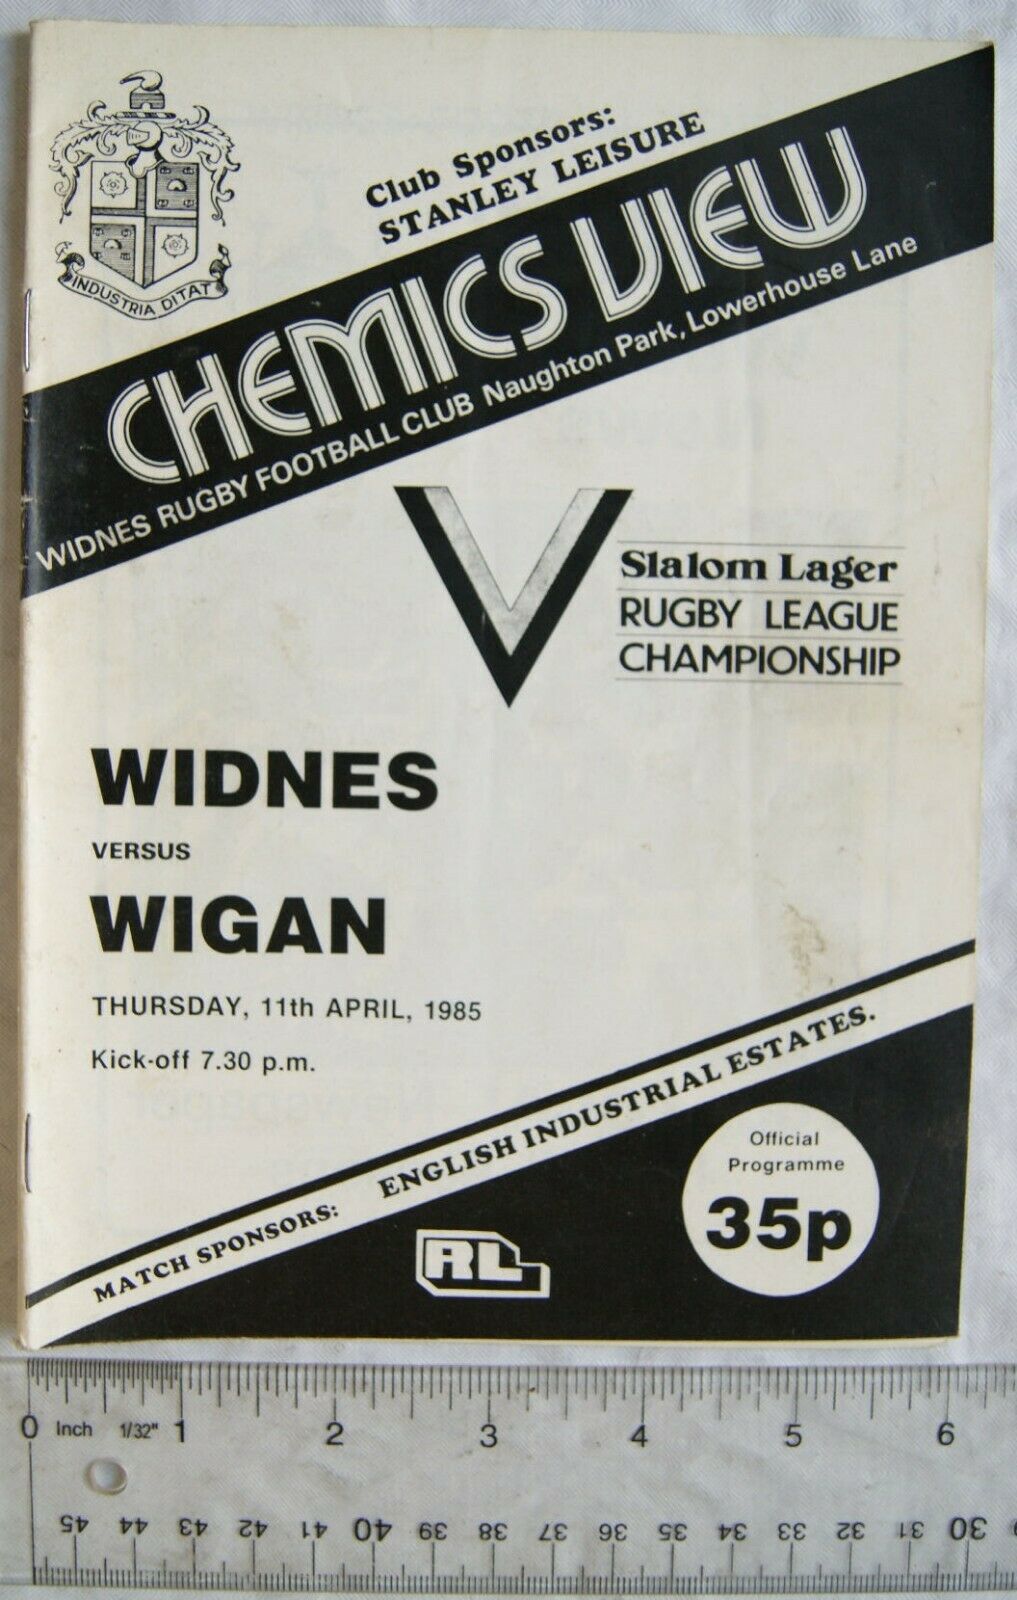 Club Sponsors:
STANLEY LEISURE
INDUSTRIA DITAT
CHEMICS VIEW
WIDNES RUGBY FOOTBALL CLUB Naughton Park, Lowerhouse Lane
V
Slalom Lager
RUGBY LEAGUE
CHAMPIONSHIP
WIDNES
VERSUS
WIGAN
THURSDAY, 11th APRIL, 1985
Kick-off 7.30 p.m.
MATCH SPONSORS: ENGLISH INDUSTRIAL ESTATES.
Official
Programme
35p
RL
0 Inch 1/32" 1 2 3 4 5 6
45 44 43 42 41 40 39 38 37 36 35 34 33 32 31 30